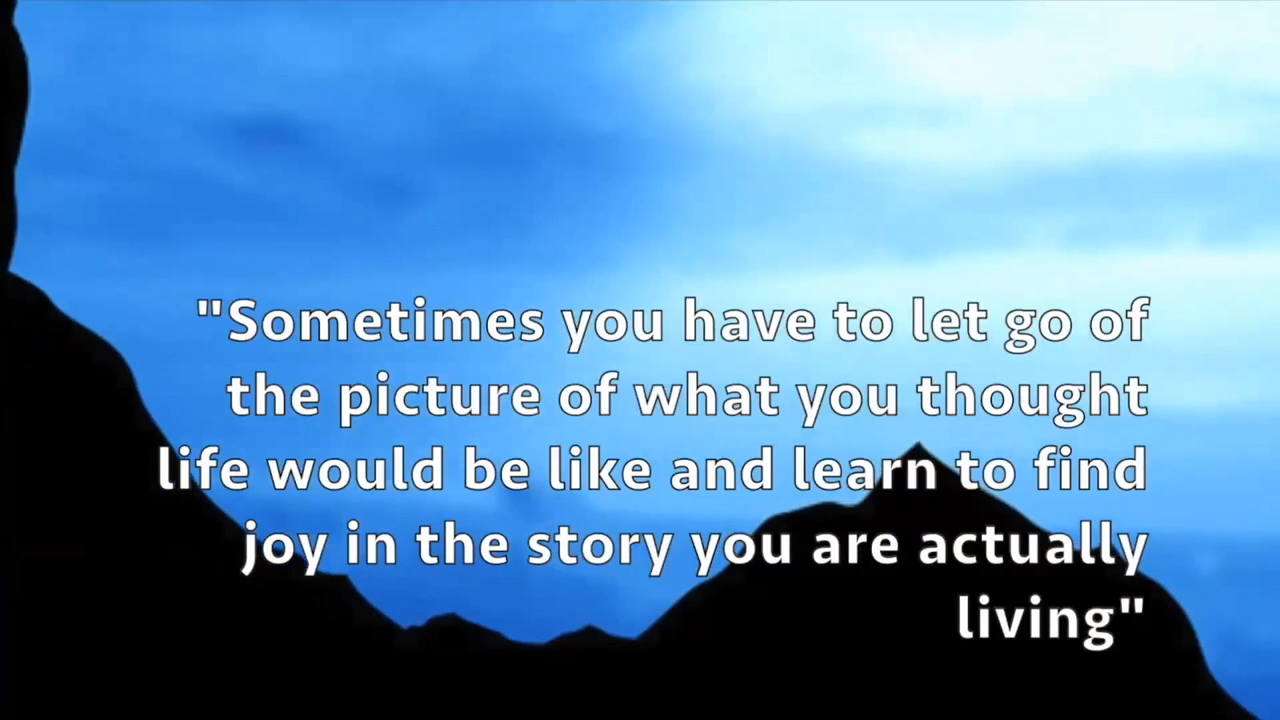 "Sometimes you have to let go of
the picture of what you thought
life would be like and learn to find
joy in the story you are actually
living"